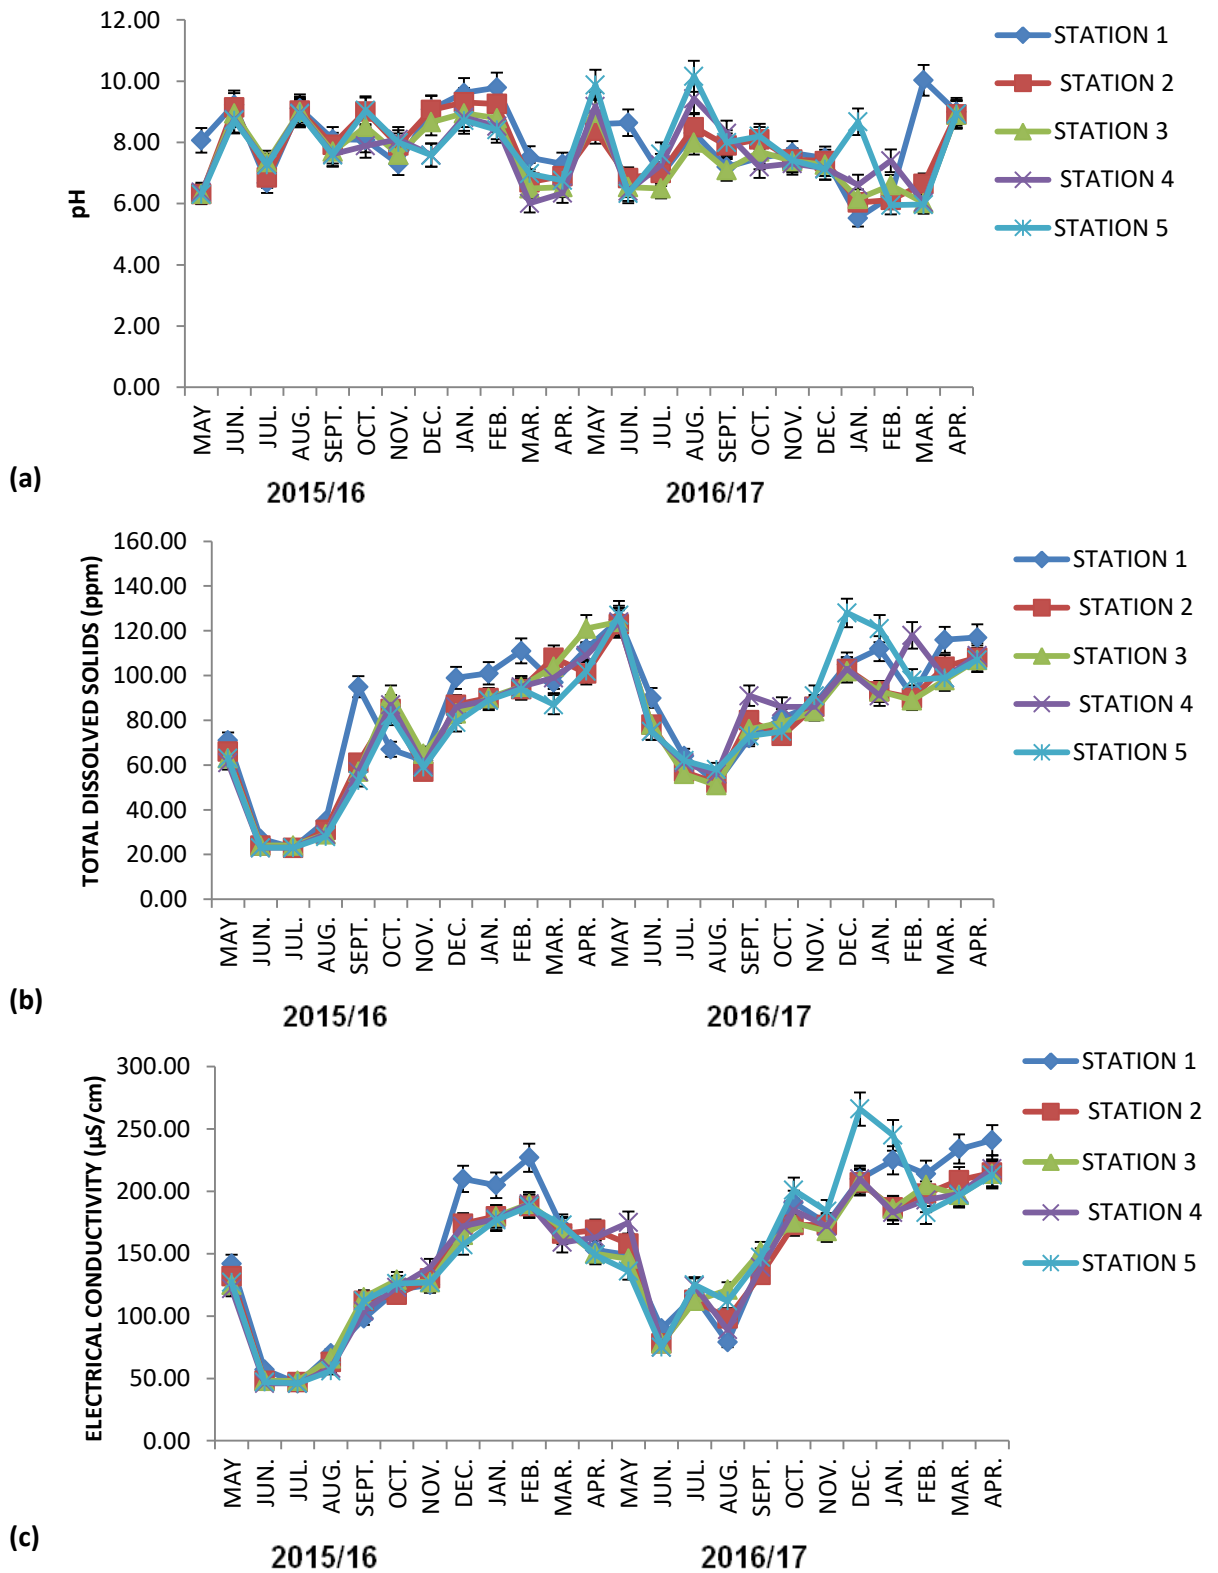 12.00
10.00
8.00
6.00
4.00
2.00
0.00
pH
MAY JUN. JUL. AUG. SEPT. OCT. NOV. DEC. JAN. FEB. MAR. APR. MAY JUN. JUL. AUG. SEPT. OCT. NOV. DEC. JAN. FEB. MAR. APR.
STATION 1
STATION 2
STATION 3
STATION 4
STATION 5
(a)
2015/16 2016/17
160.00
140.00
120.00
100.00
80.00
60.00
40.00
20.00
0.00
TOTAL DISSOLVED SOLIDS (ppm)
MAY JUN. JUL. AUG. SEPT. OCT. NOV. DEC. JAN. FEB. MAR. APR. MAY JUN. JUL. AUG. SEPT. OCT. NOV. DEC. JAN. FEB. MAR. APR.
STATION 1
STATION 2
STATION 3
STATION 4
STATION 5
(b)
2015/16 2016/17
300.00
250.00
200.00
150.00
100.00
50.00
0.00
ELECTRICAL CONDUCTIVITY (µS/cm)
MAY JUN. JUL. AUG. SEPT. OCT. NOV. DEC. JAN. FEB. MAR. APR. MAY JUN. JUL. AUG. SEPT. OCT. NOV. DEC. JAN. FEB. MAR. APR.
STATION 1
STATION 2
STATION 3
STATION 4
STATION 5
(c)
2015/16 2016/17